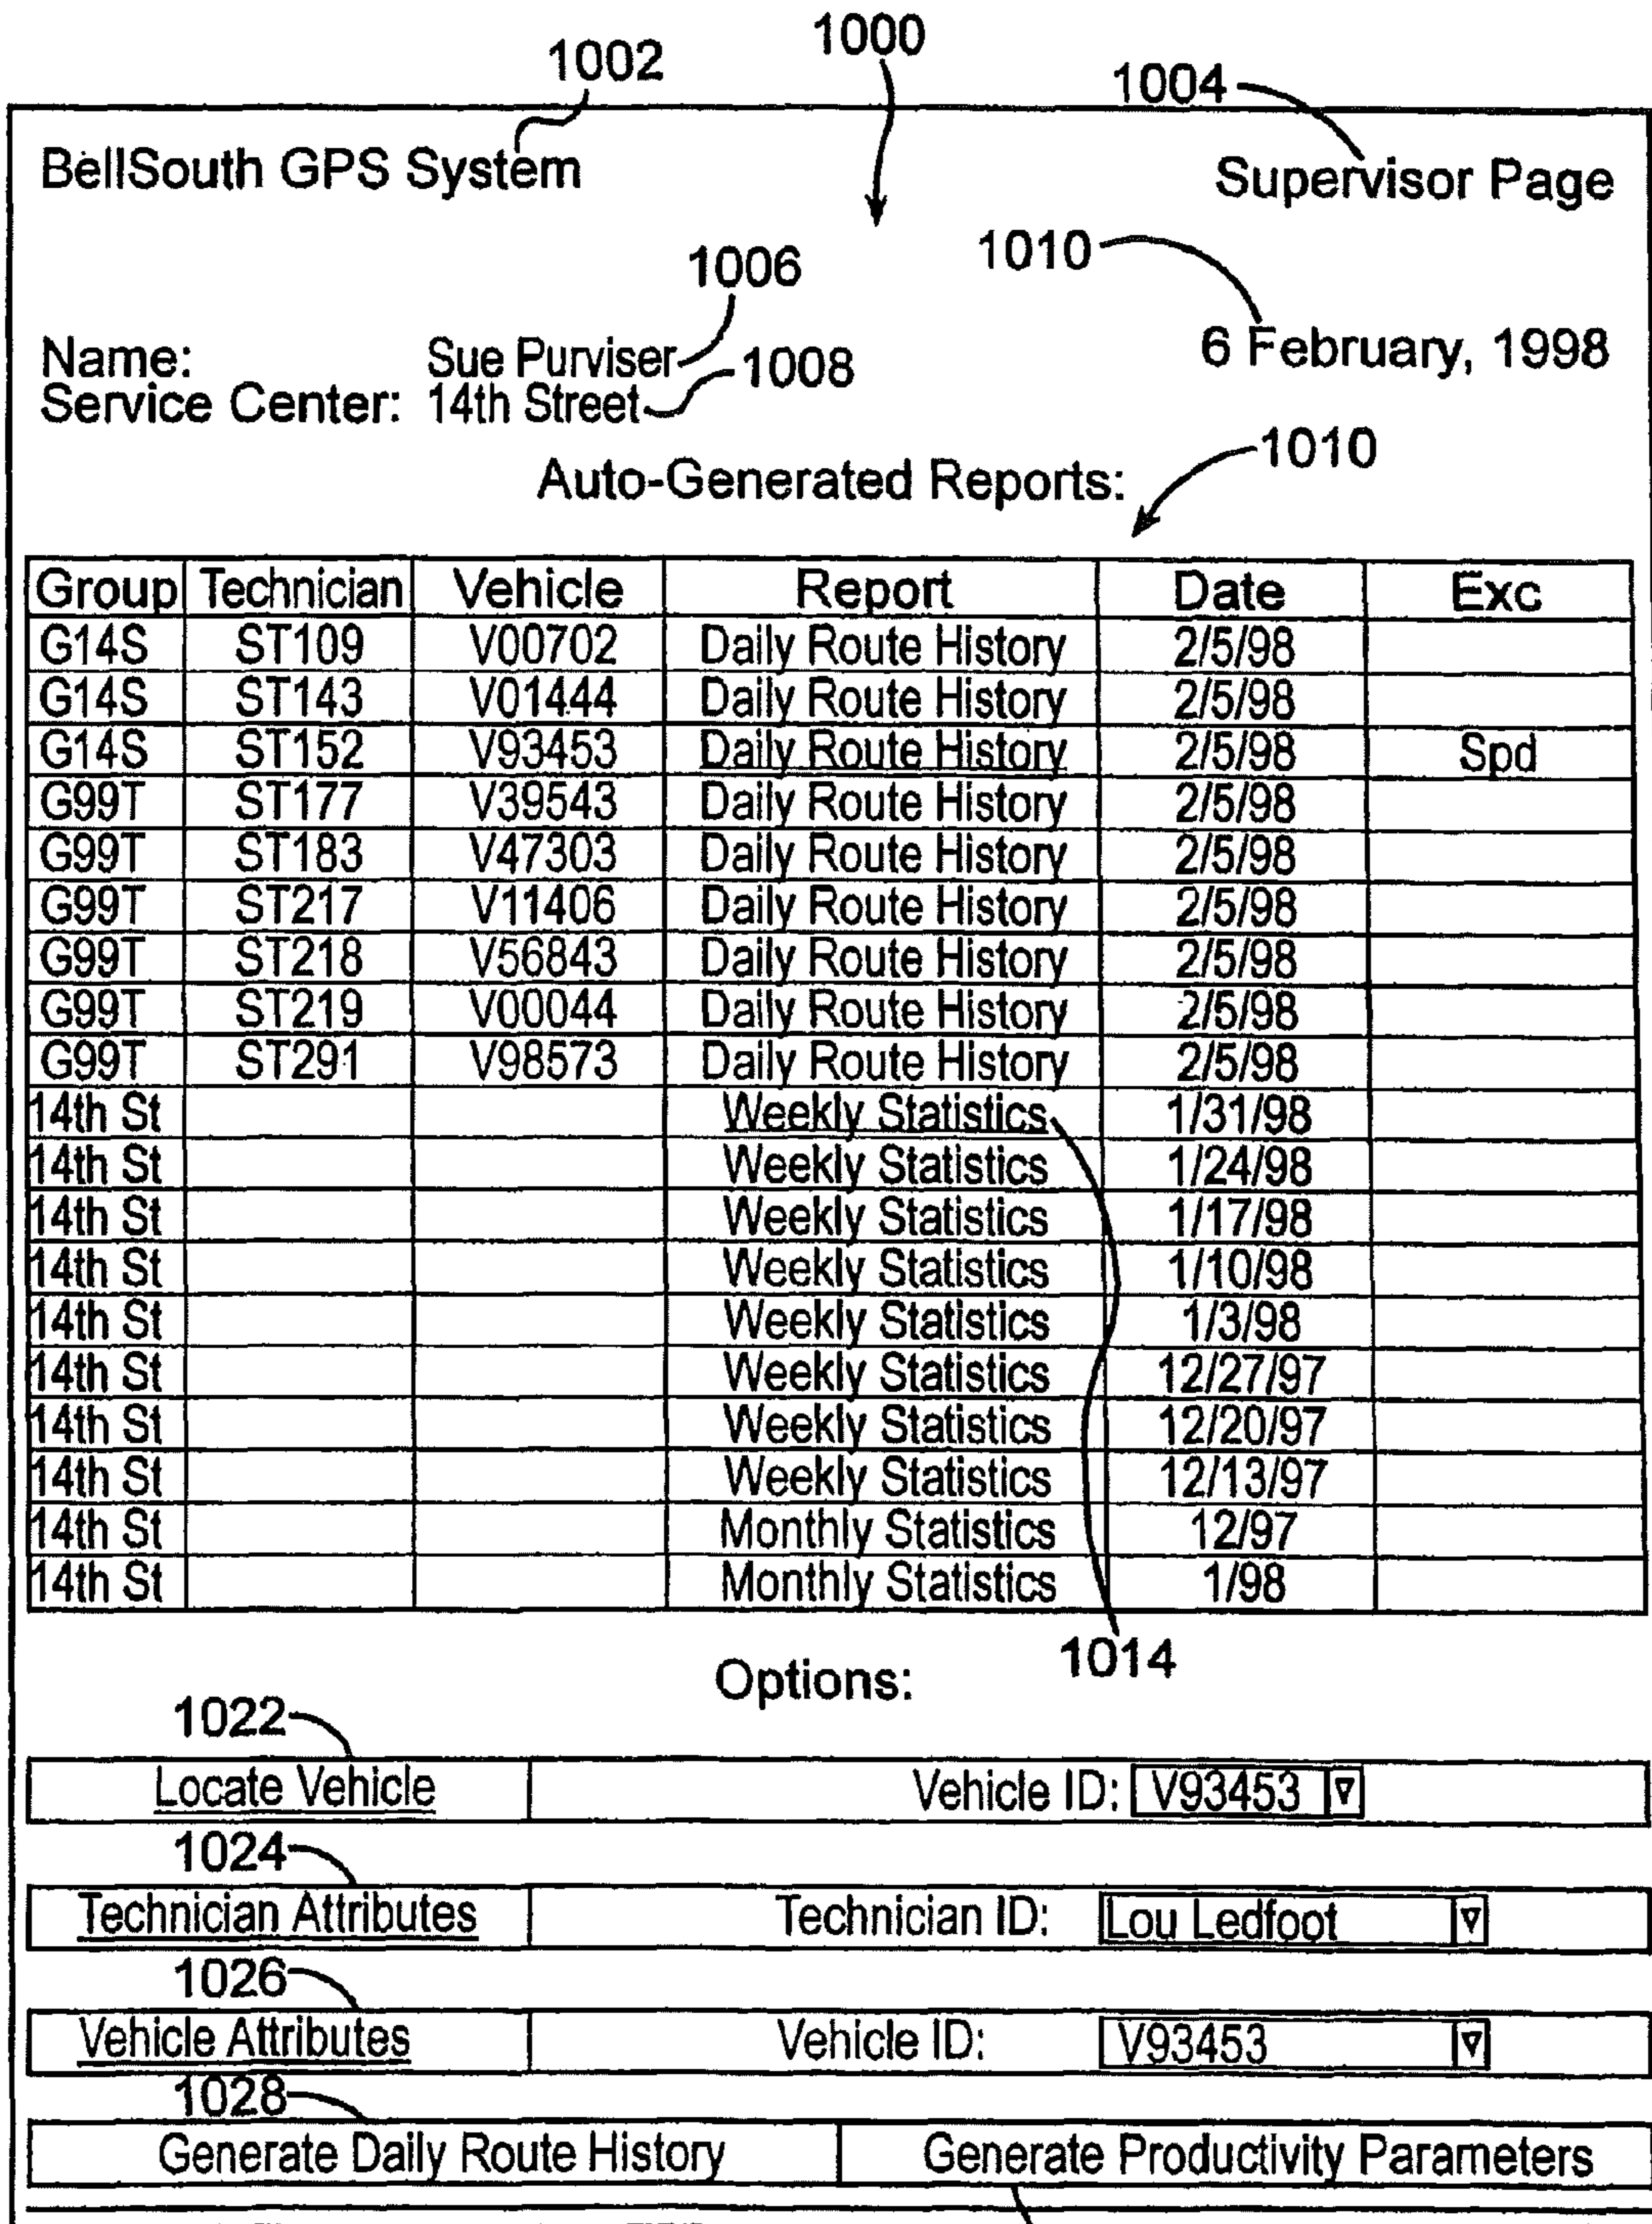 1000
1002
1004
BellSouth GPS System Supervisor Page
1006 1010
Name: Sue Purviser 6 February, 1998
1008
Service Center: 14th Street
1010
Auto-Generated Reports:
Group Technician Vehicle Report Date Exc
G14S ST109 V00702 Daily Route History 2/5/98
G14S ST143 V01444 Daily Route History 2/5/98
G14S ST152 V93453 Daily Route History 2/5/98 Spd
G99T ST177 V39543 Daily Route History 2/5/98
G99T ST183 V47303 Daily Route History 2/5/98
G99T ST217 V11406 Daily Route History 2/5/98
G99T ST218 V56843 Daily Route History 2/5/98
G99T ST219 V00044 Daily Route History 2/5/98
G99T ST291 V98573 Daily Route History 2/5/98
14th St Weekly Statistics 1/31/98
14th St Weekly Statistics 1/24/98
14th St Weekly Statistics 1/17/98
14th St Weekly Statistics 1/10/98
14th St Weekly Statistics 1/3/98
14th St Weekly Statistics 12/27/97
14th St Weekly Statistics 12/20/97
14th St Weekly Statistics 12/13/97
14th St Monthly Statistics 12/97
14th St Monthly Statistics 1/98
1014
Options:
1022
Locate Vehicle Vehicle ID: V93453
1024
Technician Attributes Technician ID: Lou Ledfoot
1026
Vehicle Attributes Vehicle ID: V93453
1028
Generate Daily Route History Generate Productivity Parameters